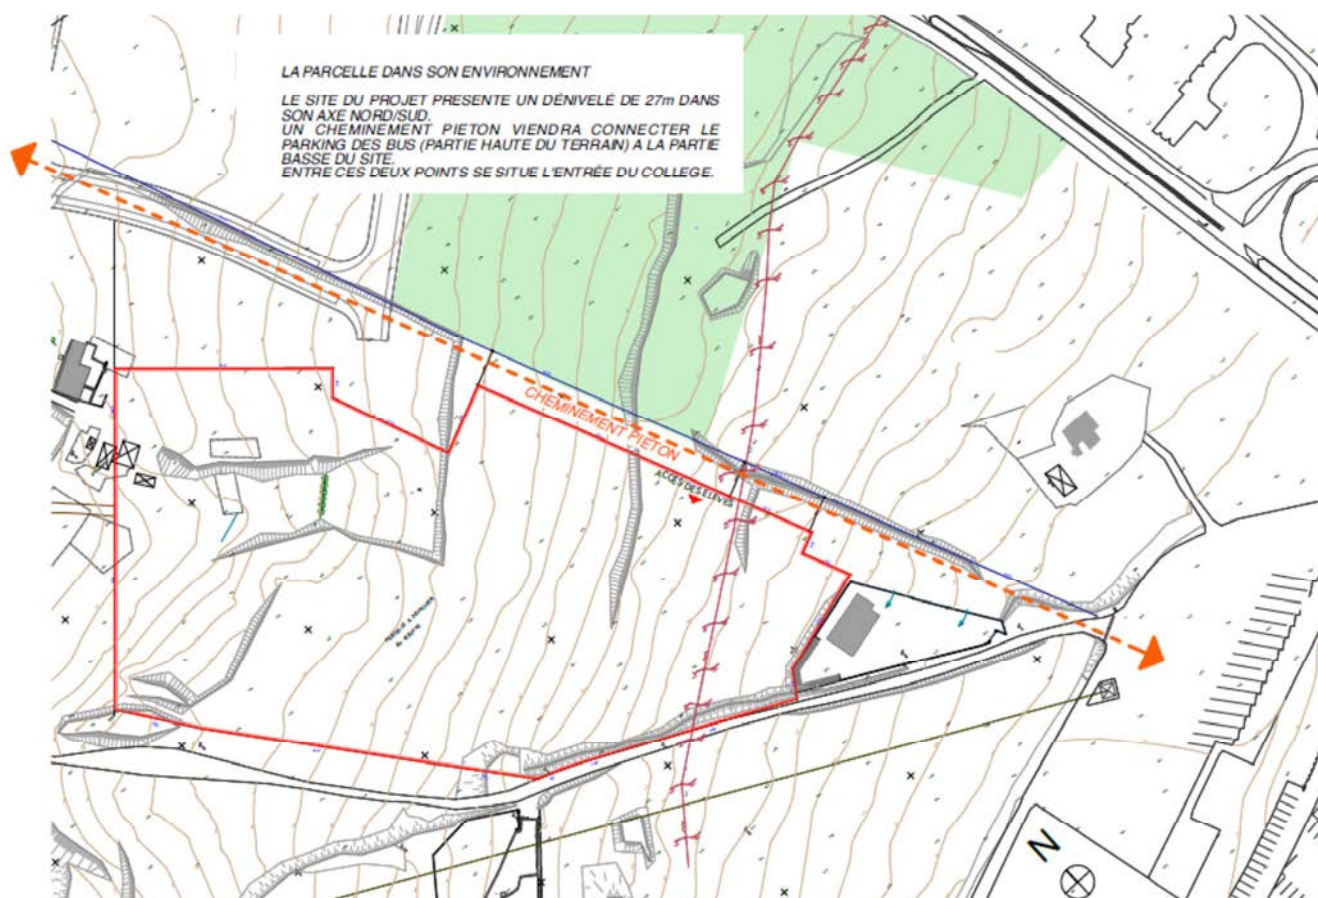 LA PARCELLE DANS SON ENVIRONNEMENT
LE SITE DU PROJET PRESENTE UN DÉNIVELÉ DE 27m DANS
SON AXE NORD/SUD.
UN CHEMINEMENT PIETON VIENDRA CONNECTER LE
PARKING DES BUS (PARTIE HAUTE DU TERRAIN) A LA PARTIE
BASSE DU SITE.
ENTRE CES DEUX POINTS SE SITUE L'ENTRÉE DU COLLEGE.
CHEMINEMENT PIETON
ACCES DES ELEVES
N